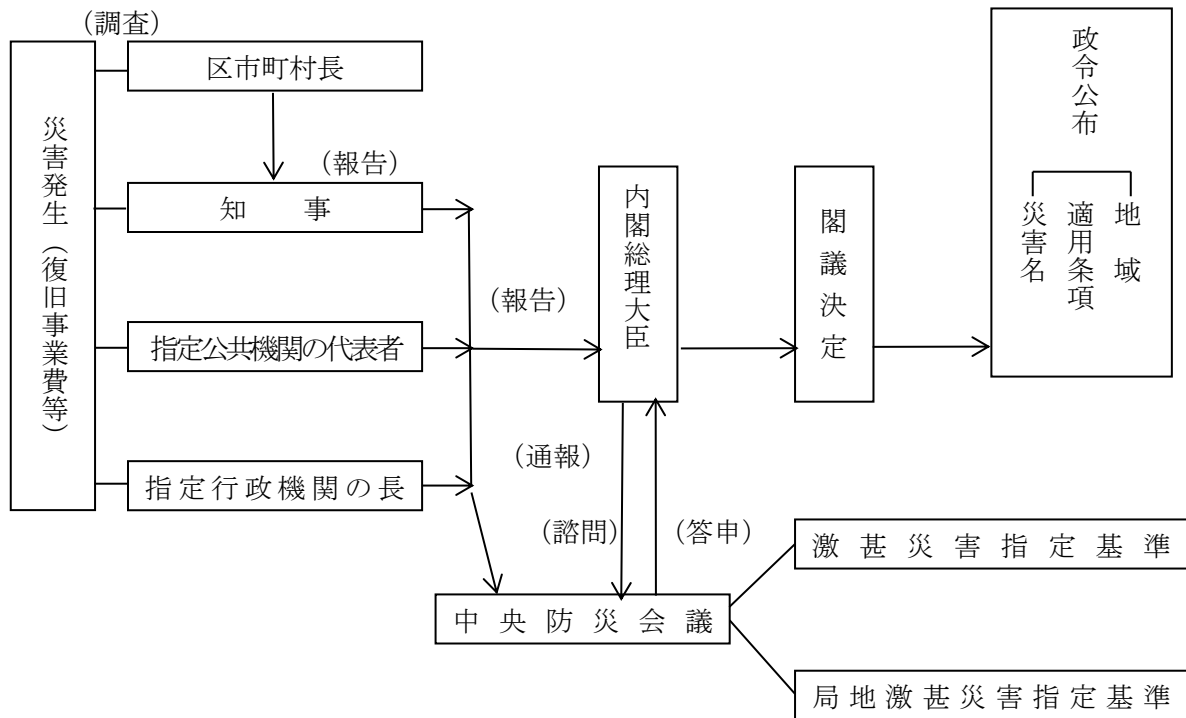 （調査）
災害発生（復旧事業費等）
区市町村長
（報告）
知　事
指定公共機関の代表者
指定行政機関の長
（報告）
内閣総理大臣
閣議決定
政令公布
地域
適用条項
災害名
（通報）
（諮問）
（答申）
中央防災会議
激甚災害指定基準
局地激甚災害指定基準